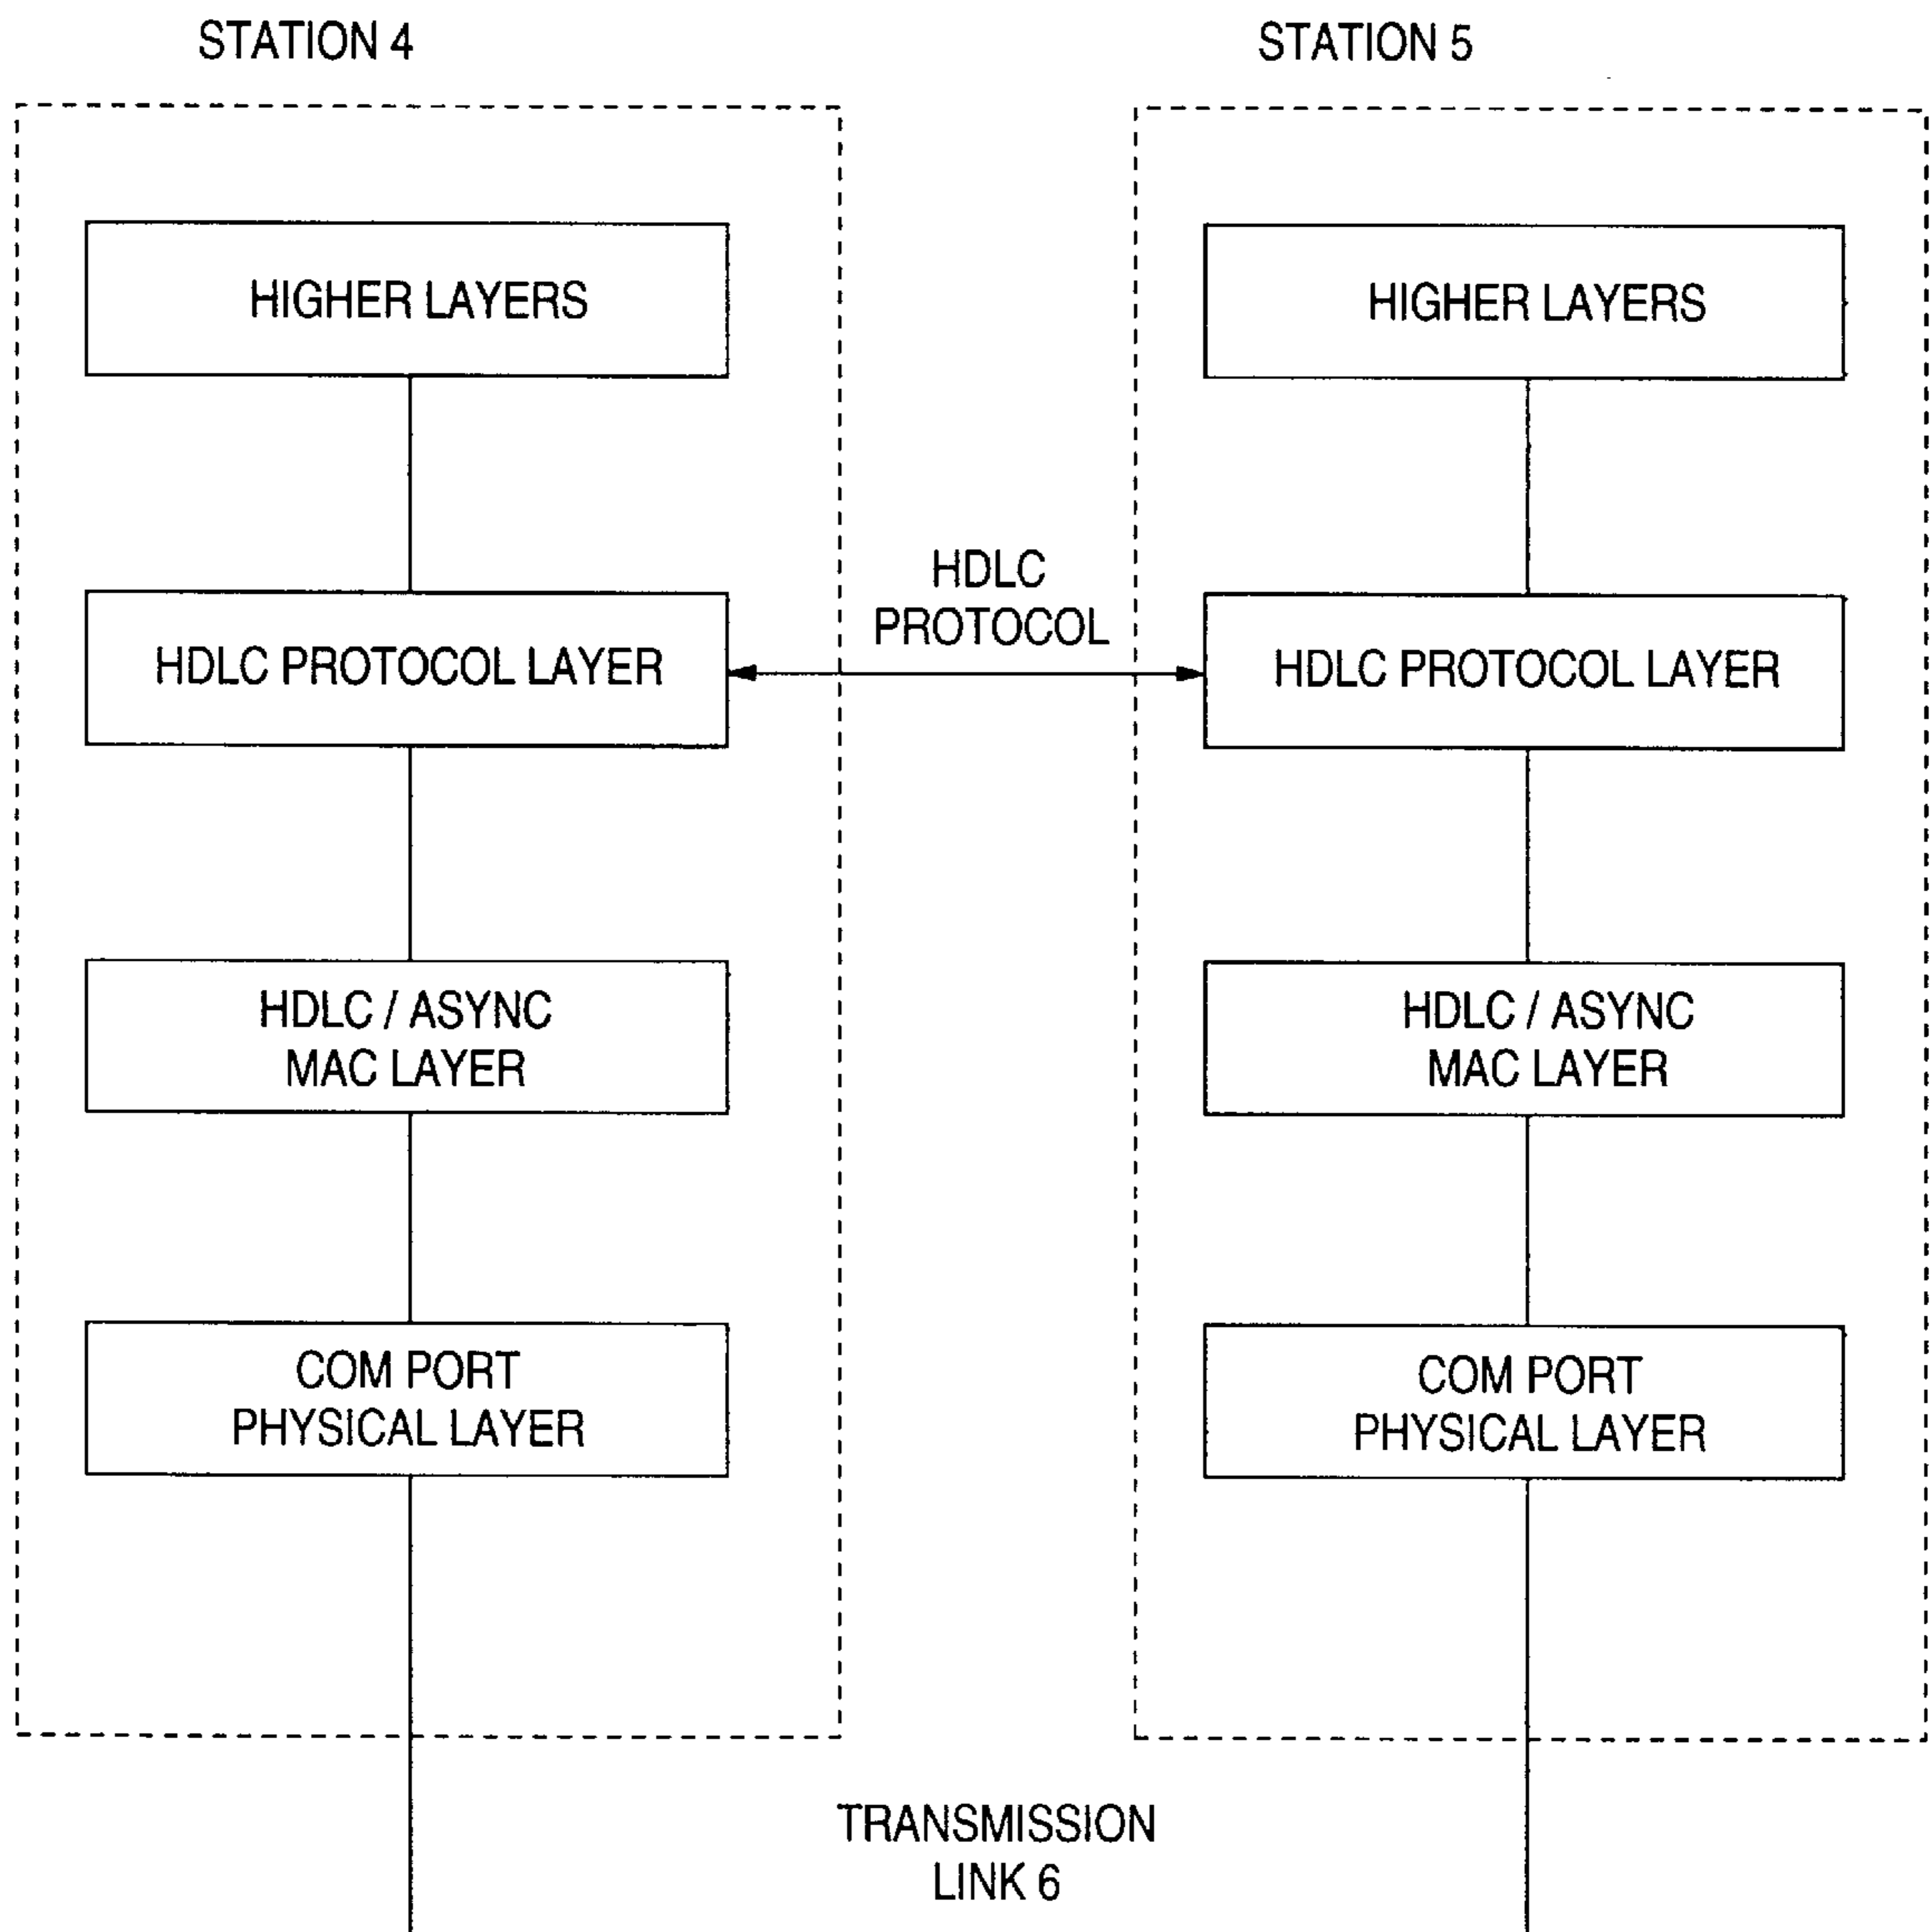 STATION 4
STATION 5
HIGHER LAYERS
HIGHER LAYERS
HDLC
PROTOCOL
HDLC PROTOCOL LAYER
HDLC PROTOCOL LAYER
HDLC / ASYNC
MAC LAYER
HDLC / ASYNC
MAC LAYER
COM PORT
PHYSICAL LAYER
COM PORT
PHYSICAL LAYER
TRANSMISSION
LINK 6